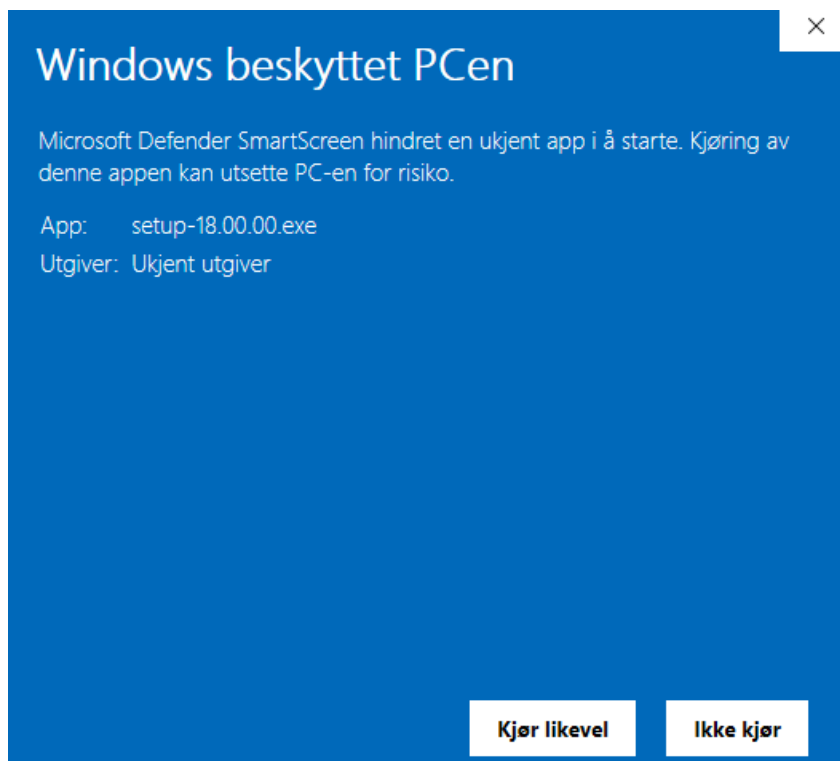 Windows beskyttet PCen
Microsoft Defender SmartScreen hindret en ukjent app i å starte. Kjøring av
denne appen kan utsette PC-en for risiko.
App: setup-18.00.00.exe
Utgiver: Ukjent utgiver
Kjør likevel Ikke kjør